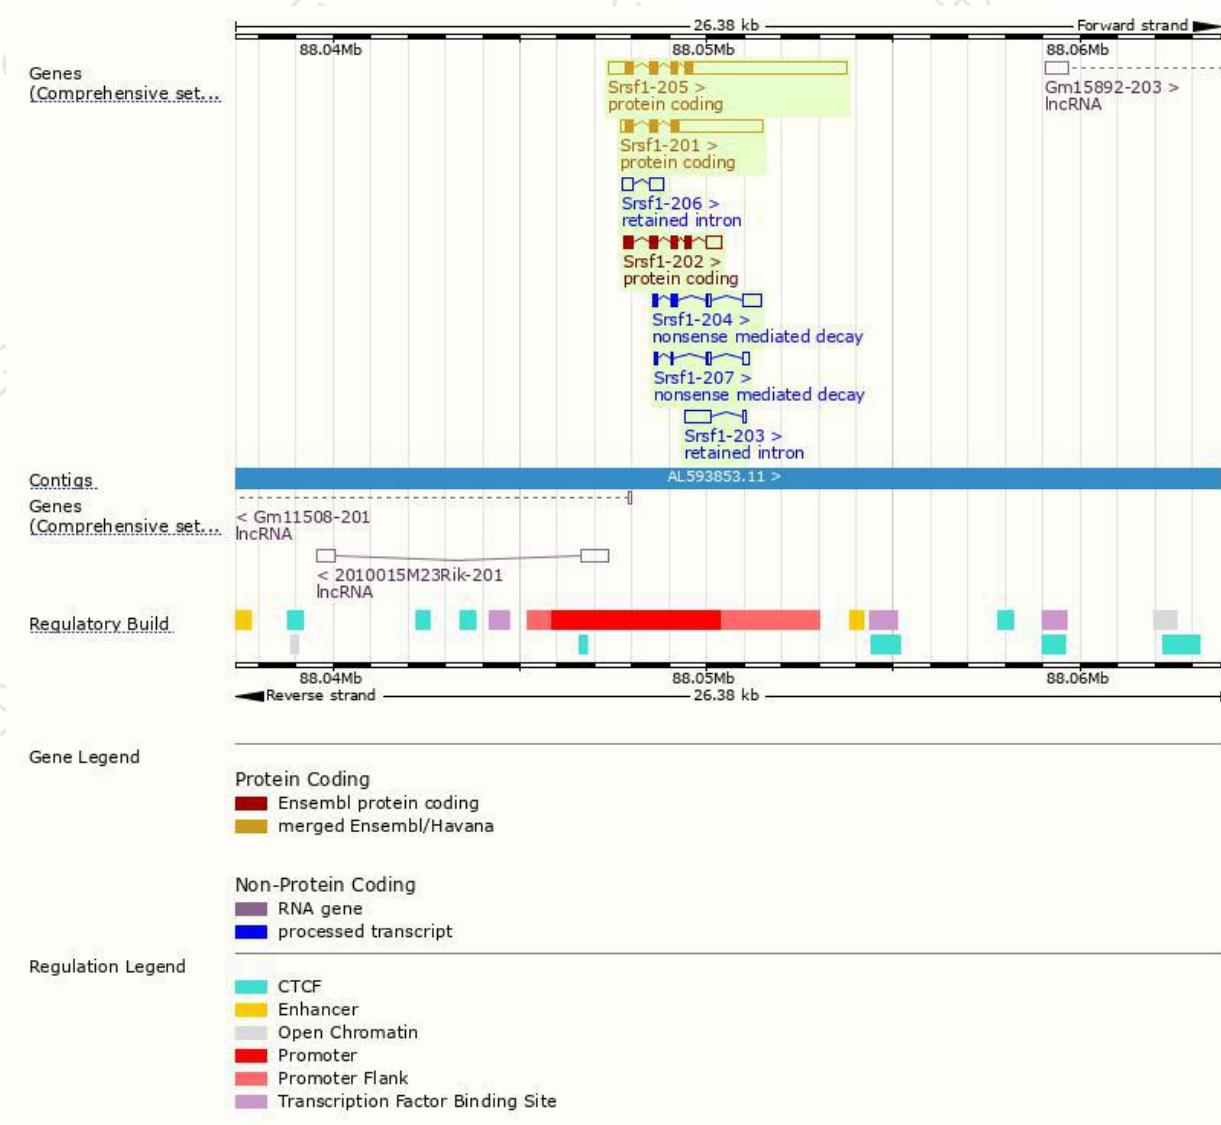 26.38 kb
Forward strand
88.04Mb 88.05Mb 88.06Mb
Genes
(Comprehensive set...
Srsf1-205 >
protein coding
Gm15892-203 >
lncRNA
Srsf1-201 >
protein coding
Srsf1-206 >
retained intron
Srsf1-202 >
protein coding
Srsf1-204 >
nonsense mediated decay
Srsf1-207 >
nonsense mediated decay
Srsf1-203 >
retained intron
Contigs
AL593853.11 >
Genes
(Comprehensive set...
< Gm11508-201
lncRNA
< 2010015M23Rik-201
lncRNA
Regulatory Build
88.04Mb 88.05Mb 88.06Mb
Reverse strand
26.38 kb
Gene Legend
Protein Coding
Ensembl protein coding
merged Ensembl/Havana
Non-Protein Coding
RNA gene
processed transcript
Regulation Legend
CTCF
Enhancer
Open Chromatin
Promoter
Promoter Flank
Transcription Factor Binding Site